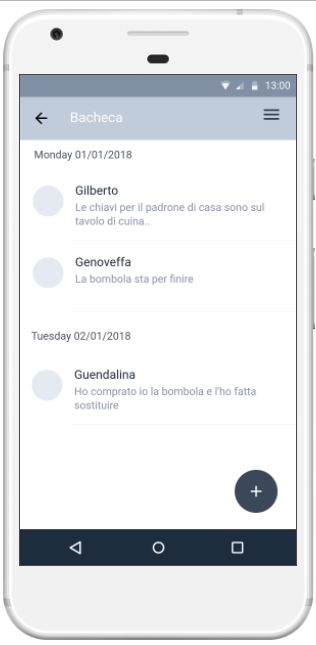 13:00
Bacheca
Monday 01/01/2018
Gilberto
Le chiavi per il padrone di casa sono sul
tavolo di cuina..
Genoveffa
La bombola sta per finire
Tuesday 02/01/2018
Guendalina
Ho comprato io la bombola e l'ho fatta
sostituire
+